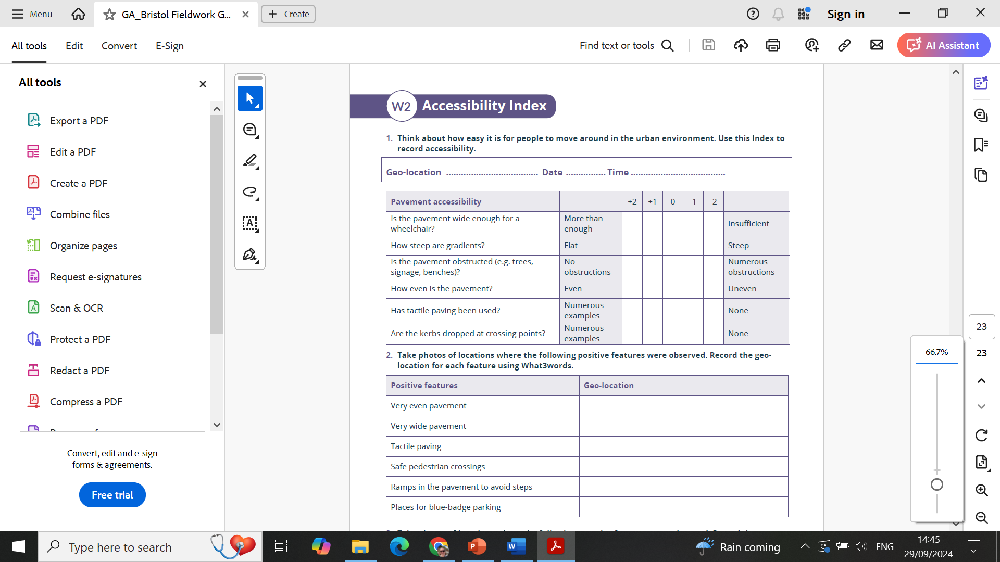 Menu
GA_Bristol Fieldwork G...
Create
Sign in
All tools
Edit
Convert
E-Sign
Find text or tools
AI Assistant
All tools
Export a PDF
Edit a PDF
Create a PDF
Combine files
Organize pages
Request e-signatures
Scan & OCR
Protect a PDF
Redact a PDF
Compress a PDF
Convert, edit and e-sign
forms & agreements.
Free trial
W2 Accessibility Index
1. Think about how easy it is for people to move around in the urban environment. Use this Index to
record accessibility.
Geo-location ..................................... Date ................ Time ......................................
Pavement accessibility +2 +1 0 -1 -2
Is the pavement wide enough for a
wheelchair?
More than
enough
Insufficient
How steep are gradients? Flat Steep
Is the pavement obstructed (e.g. trees,
signage, benches)?
No
obstructions
Numerous
obstructions
How even is the pavement? Even Uneven
Has tactile paving been used?
Numerous
examples
None
Are the kerbs dropped at crossing points?
Numerous
examples
None
2. Take photos of locations where the following positive features were observed. Record the geo-
location for each feature using What3words.
Positive features Geo-location
Very even pavement
Very wide pavement
Tactile paving
Safe pedestrian crossings
Ramps in the pavement to avoid steps
Places for blue-badge parking
23
23
66.7%
Type here to search
Rain coming
ENG
14:45
29/09/2024